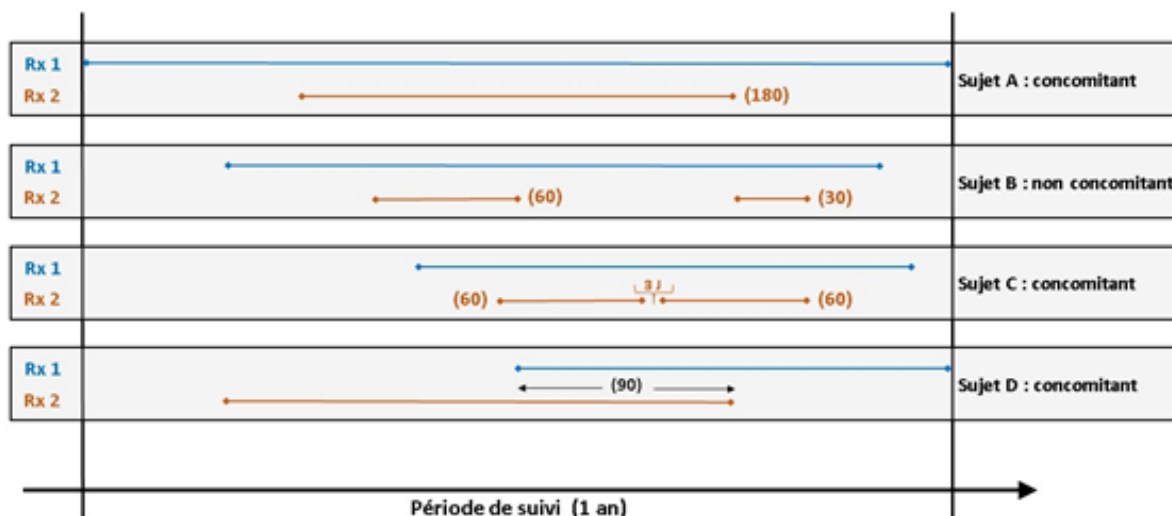 Rx 1
Rx 2
(180)
Sujet A : concomitant
Rx 1
Rx 2
(60)
(30)
Sujet B : non concomitant
Rx 1
Rx 2
(60)
3 J
(60)
Sujet C : concomitant
Rx 1
Rx 2
(90)
Sujet D : concomitant
Période de suivi (1 an)